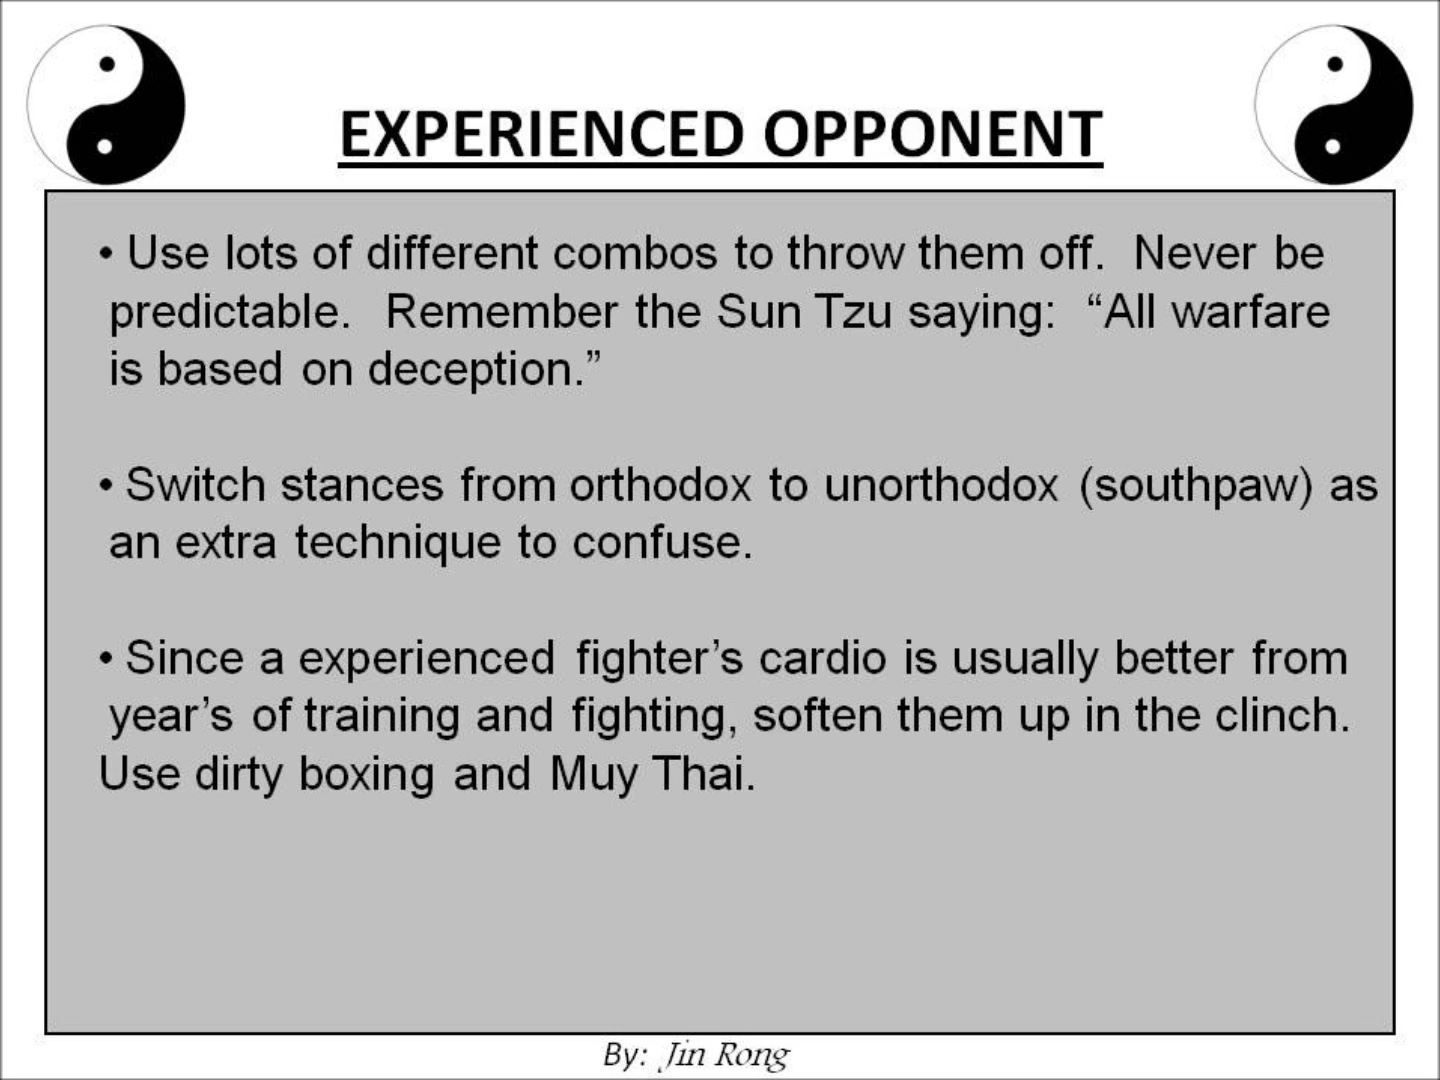 EXPERIENCED OPPONENT
• Use lots of different combos to throw them off. Never be
predictable. Remember the Sun Tzu saying: “All warfare
is based on deception.”
• Switch stances from orthodox to unorthodox (southpaw) as
an extra technique to confuse.
• Since a experienced fighter’s cardio is usually better from
year’s of training and fighting, soften them up in the clinch.
Use dirty boxing and Muy Thai.
By: Jin Rong